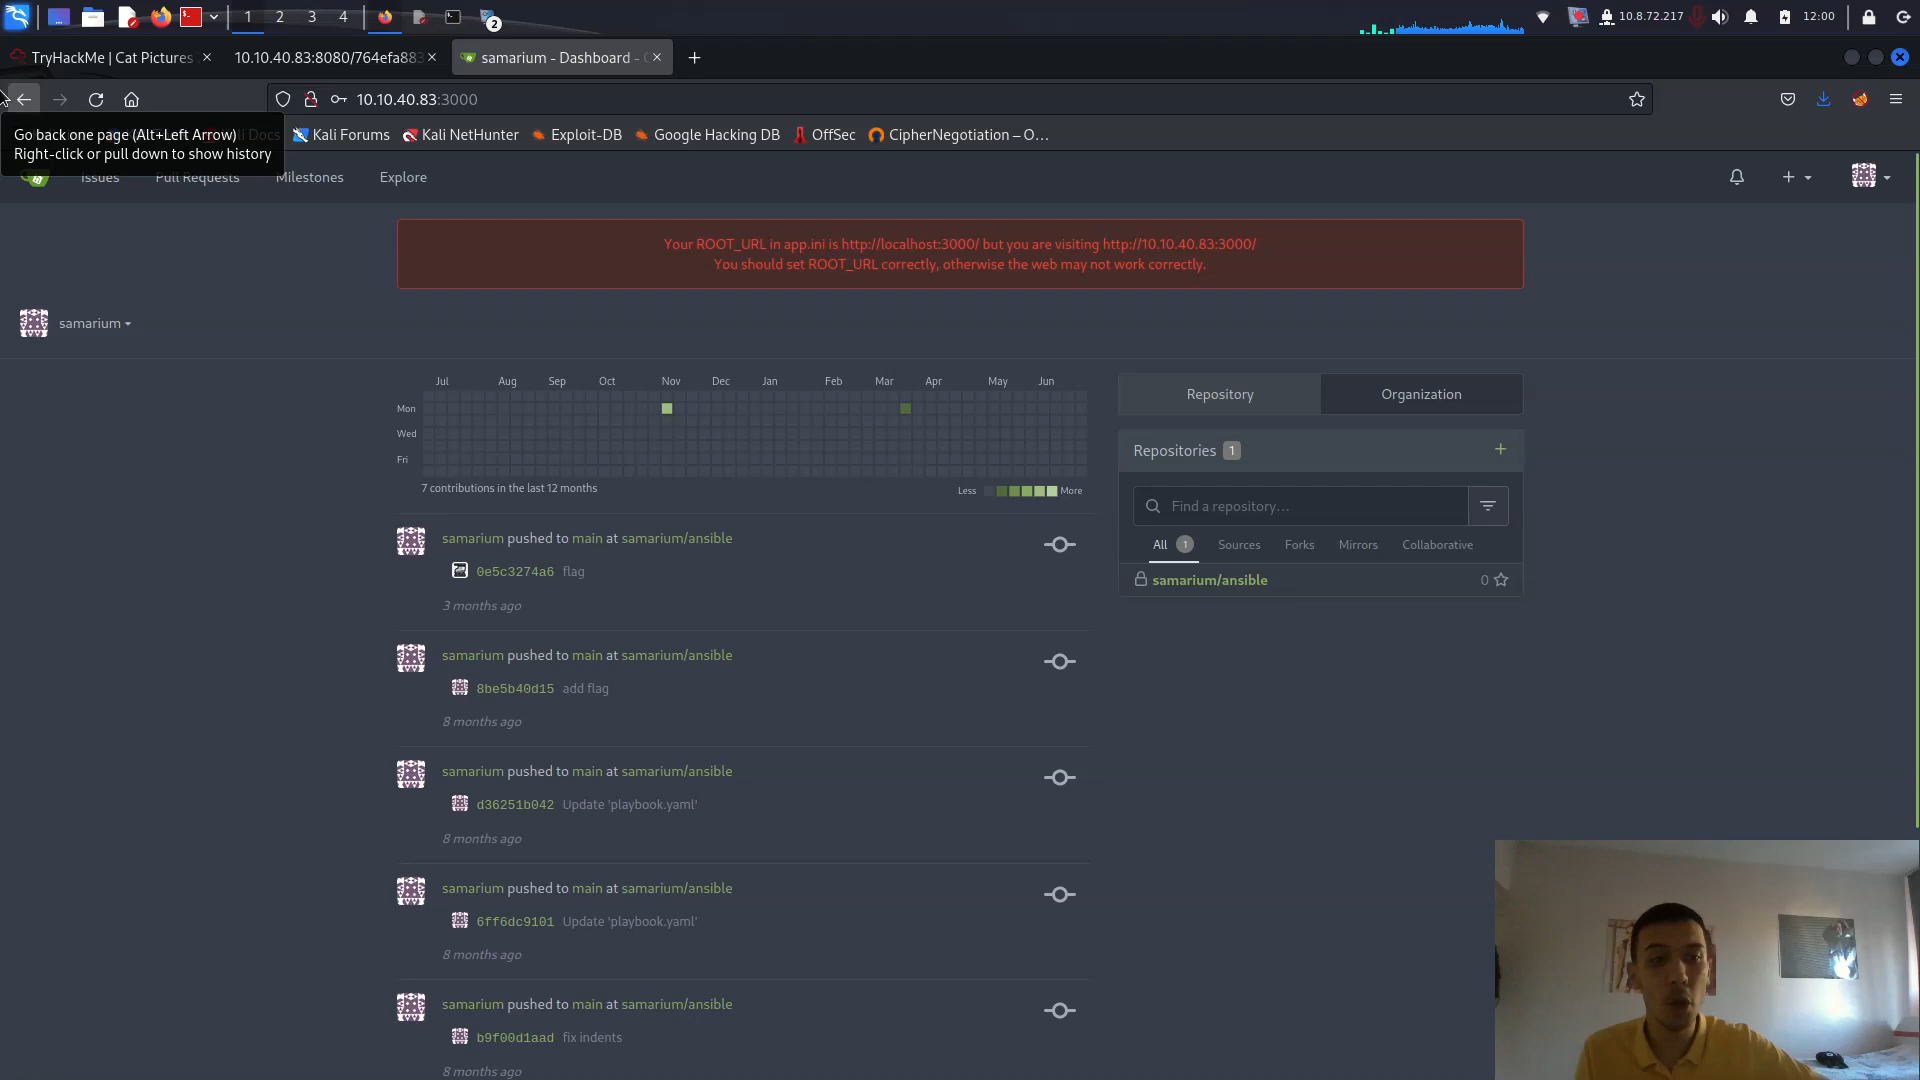 1
2
3
4
2
10.8.72.217
12:00
TryHackMe | Cat Pictures
10.10.40.83:8080/764efa883
samarium - Dashboard -
10.10.40.83:3000
Go back one page (Alt+Left Arrow)
Right-click or pull down to show history
Kali Docs
Kali Forums
Kali NetHunter
Exploit-DB
Google Hacking DB
OffSec
CipherNegotiation – O…
Issues
Pull Requests
Milestones
Explore
Your ROOT_URL in app.ini is http://localhost:3000/ but you are visiting http://10.10.40.83:3000/
You should set ROOT_URL correctly, otherwise the web may not work correctly.
samarium
Jul Aug Sep Oct Nov Dec Jan Feb Mar Apr May Jun
Mon
Wed
Fri
7 contributions in the last 12 months
Less
More
Repository
Organization
Repositories 1
Find a repository...
All 1
Sources
Forks
Mirrors
Collaborative
samarium/ansible
0
samarium pushed to main at samarium/ansible
0e5c3274a6 flag
3 months ago
samarium pushed to main at samarium/ansible
8be5b40d15 add flag
8 months ago
samarium pushed to main at samarium/ansible
d36251b042 Update 'playbook.yaml'
8 months ago
samarium pushed to main at samarium/ansible
6ff6dc9101 Update 'playbook.yaml'
8 months ago
samarium pushed to main at samarium/ansible
b9f00d1aad fix indents
8 months ago